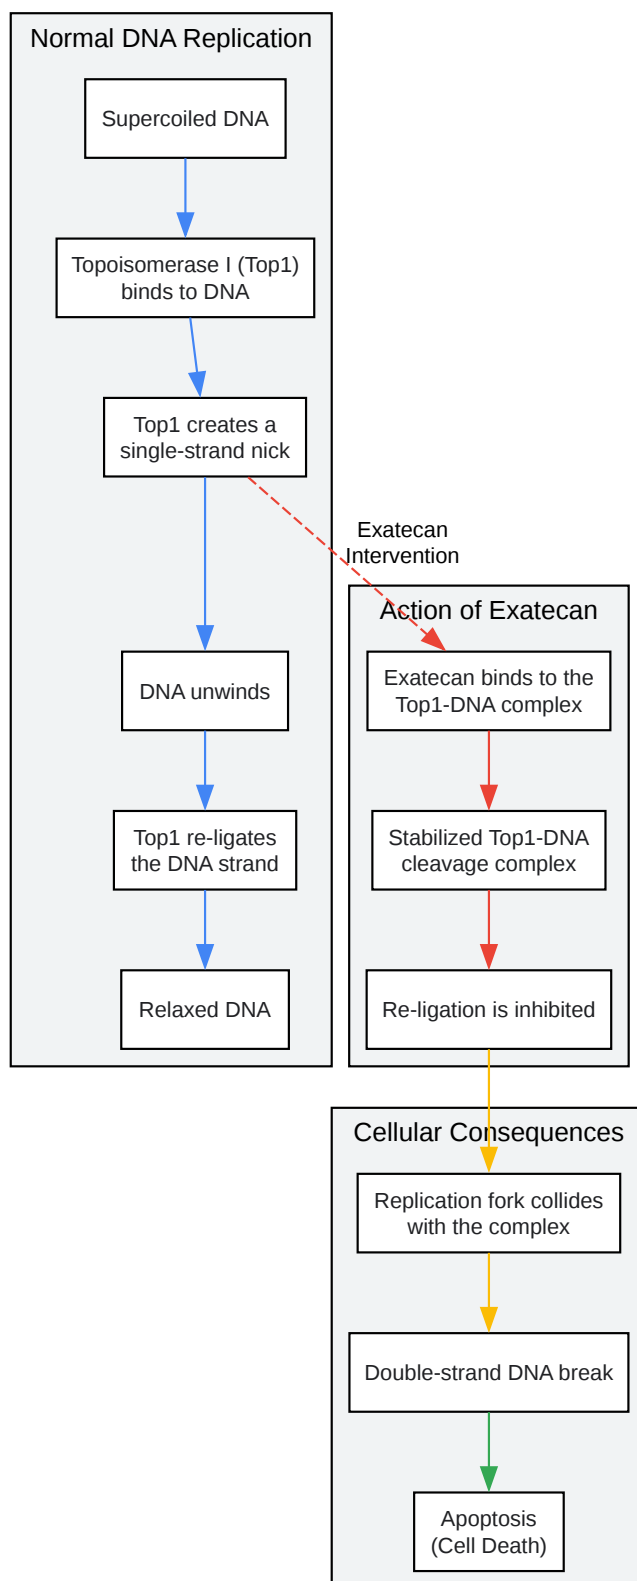 Normal DNA Replication
Supercoiled DNA
Topoisomerase I (Top1)
binds to DNA
Top1 creates a
single-strand nick
DNA unwinds
Top1 re-ligates
the DNA strand
Relaxed DNA
Exatecan
Intervention
Action of Exatecan
Exatecan binds to the
Top1-DNA complex
Stabilized Top1-DNA
cleavage complex
Re-ligation is inhibited
Cellular Consequences
Replication fork collides
with the complex
Double-strand DNA break
Apoptosis
(Cell Death)